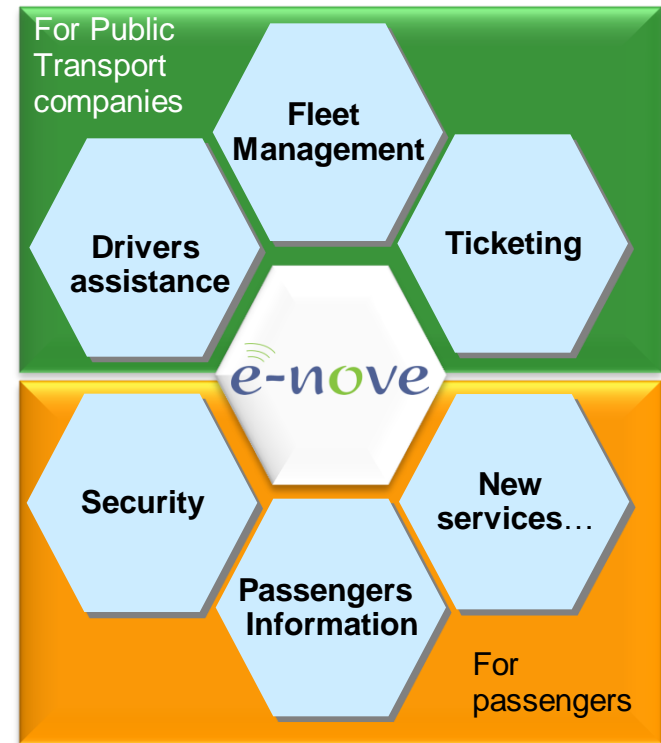 For Public
Transport
companies
Fleet
Management
Drivers
assistance
Ticketing
e-nove
Security
New
services…
Passengers
Information
For
passengers